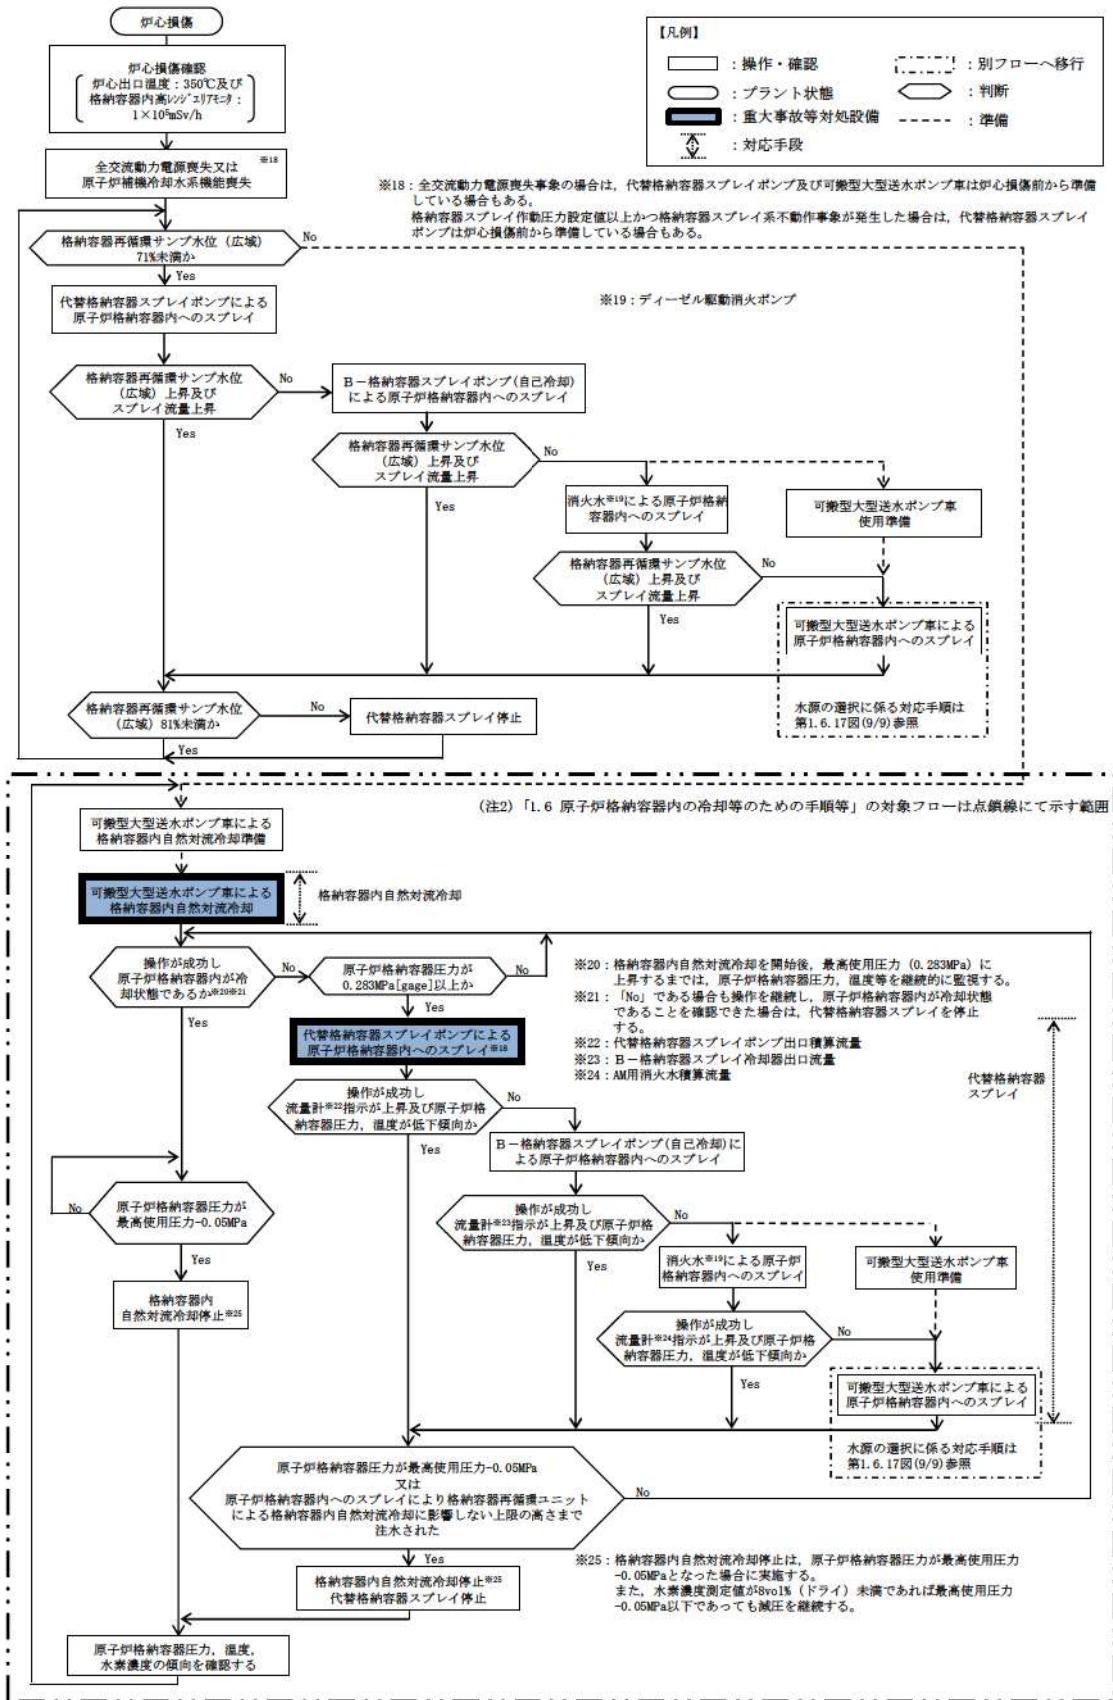 炉心損傷
炉心損傷確認
炉心出口温度：350℃及び
格納容器内高ﾚﾝｼﾞｴﾘｱﾓﾆﾀ：
1×10⁵mSv/h
全交流動力電源喪失又は ※18
原子炉補機冷却水系機能喪失
【凡例】
：操作・確認
：別フローへ移行
：プラント状態
：判断
：重大事故等対処設備
：準備
：対応手段
※18：全交流動力電源喪失事象の場合は，代替格納容器スプレイポンプ及び可搬型大型送水ポンプ車は炉心損傷前から準備
している場合もある。
格納容器スプレイ作動圧力設定値以上かつ格納容器スプレイ系不動作事象が発生した場合は，代替格納容器スプレイ
ポンプは炉心損傷前から準備している場合もある。
格納容器再循環サンプ水位（広域）
71%未満か
No
Yes
代替格納容器スプレイポンプによる
原子炉格納容器内へのスプレイ
※19：ディーゼル駆動消火ポンプ
格納容器再循環サンプ水位
（広域）上昇及び
スプレイ流量上昇
No
Yes
Ｂ－格納容器スプレイポンプ(自己冷却)
による原子炉格納容器内へのスプレイ
格納容器再循環サンプ水位
（広域）上昇及び
スプレイ流量上昇
No
Yes
消火水※19による原子炉格納
容器内へのスプレイ
可搬型大型送水ポンプ車
使用準備
格納容器再循環サンプ水位
（広域）上昇及び
スプレイ流量上昇
No
Yes
可搬型大型送水ポンプ車による
原子炉格納容器内へのスプレイ
水源の選択に係る対応手順は
第1.6.17図(9/9)参照
格納容器再循環サンプ水位
（広域）81%未満か
No
Yes
代替格納容器スプレイ停止
(注2)「1.6 原子炉格納容器内の冷却等のための手順等」の対象フローは点鎖線にて示す範囲
可搬型大型送水ポンプ車による
格納容器内自然対流冷却準備
可搬型大型送水ポンプ車による
格納容器内自然対流冷却
格納容器内自然対流冷却
操作が成功し
原子炉格納容器内が冷
却状態であるか※20※21
No
Yes
原子炉格納容器圧力が
0.283MPa[gage]以上か
No
Yes
※20：格納容器内自然対流冷却を開始後，最高使用圧力（0.283MPa）に
上昇するまでは，原子炉格納容器圧力，温度等を継続的に監視する。
※21：「No」である場合も操作を継続し，原子炉格納容器内が冷却状態
であることを確認できた場合は，代替格納容器スプレイを停止
する。
※22：代替格納容器スプレイポンプ出口積算流量
※23：Ｂ－格納容器スプレイ冷却器出口流量
※24：AM用消火水積算流量
代替格納容器
スプレイ
代替格納容器スプレイポンプによる
原子炉格納容器内へのスプレイ※18
操作が成功し
流量計※22指示が上昇及び原子炉格
納容器圧力，温度が低下傾向か
No
Yes
Ｂ－格納容器スプレイポンプ(自己冷却)に
よる原子炉格納容器内へのスプレイ
操作が成功し
流量計※23指示が上昇及び原子炉格
納容器圧力，温度が低下傾向か
No
Yes
原子炉格納容器圧力が
最高使用圧力-0.05MPa
No
Yes
消火水※19による原子炉
格納容器内へのスプレイ
可搬型大型送水ポンプ車
使用準備
格納容器内
自然対流冷却停止※25
操作が成功し
流量計※24指示が上昇及び原子炉格
納容器圧力，温度が低下傾向か
No
Yes
可搬型大型送水ポンプ車による
原子炉格納容器内へのスプレイ
水源の選択に係る対応手順は
第1.6.17図(9/9)参照
原子炉格納容器圧力が最高使用圧力-0.05MPa
又は
原子炉格納容器内へのスプレイにより格納容器再循環ユニット
による格納容器内自然対流冷却に影響しない上限の高さまで
注水された
No
Yes
格納容器内自然対流冷却停止※25
代替格納容器スプレイ停止
※25：格納容器内自然対流冷却停止は，原子炉格納容器圧力が最高使用圧力
-0.05MPaとなった場合に実施する。
また，水素濃度測定値が8vol%（ドライ）未満であれば最高使用圧力
-0.05MPa以下であっても減圧を継続する。
原子炉格納容器圧力，温度，
水素濃度の傾向を確認する